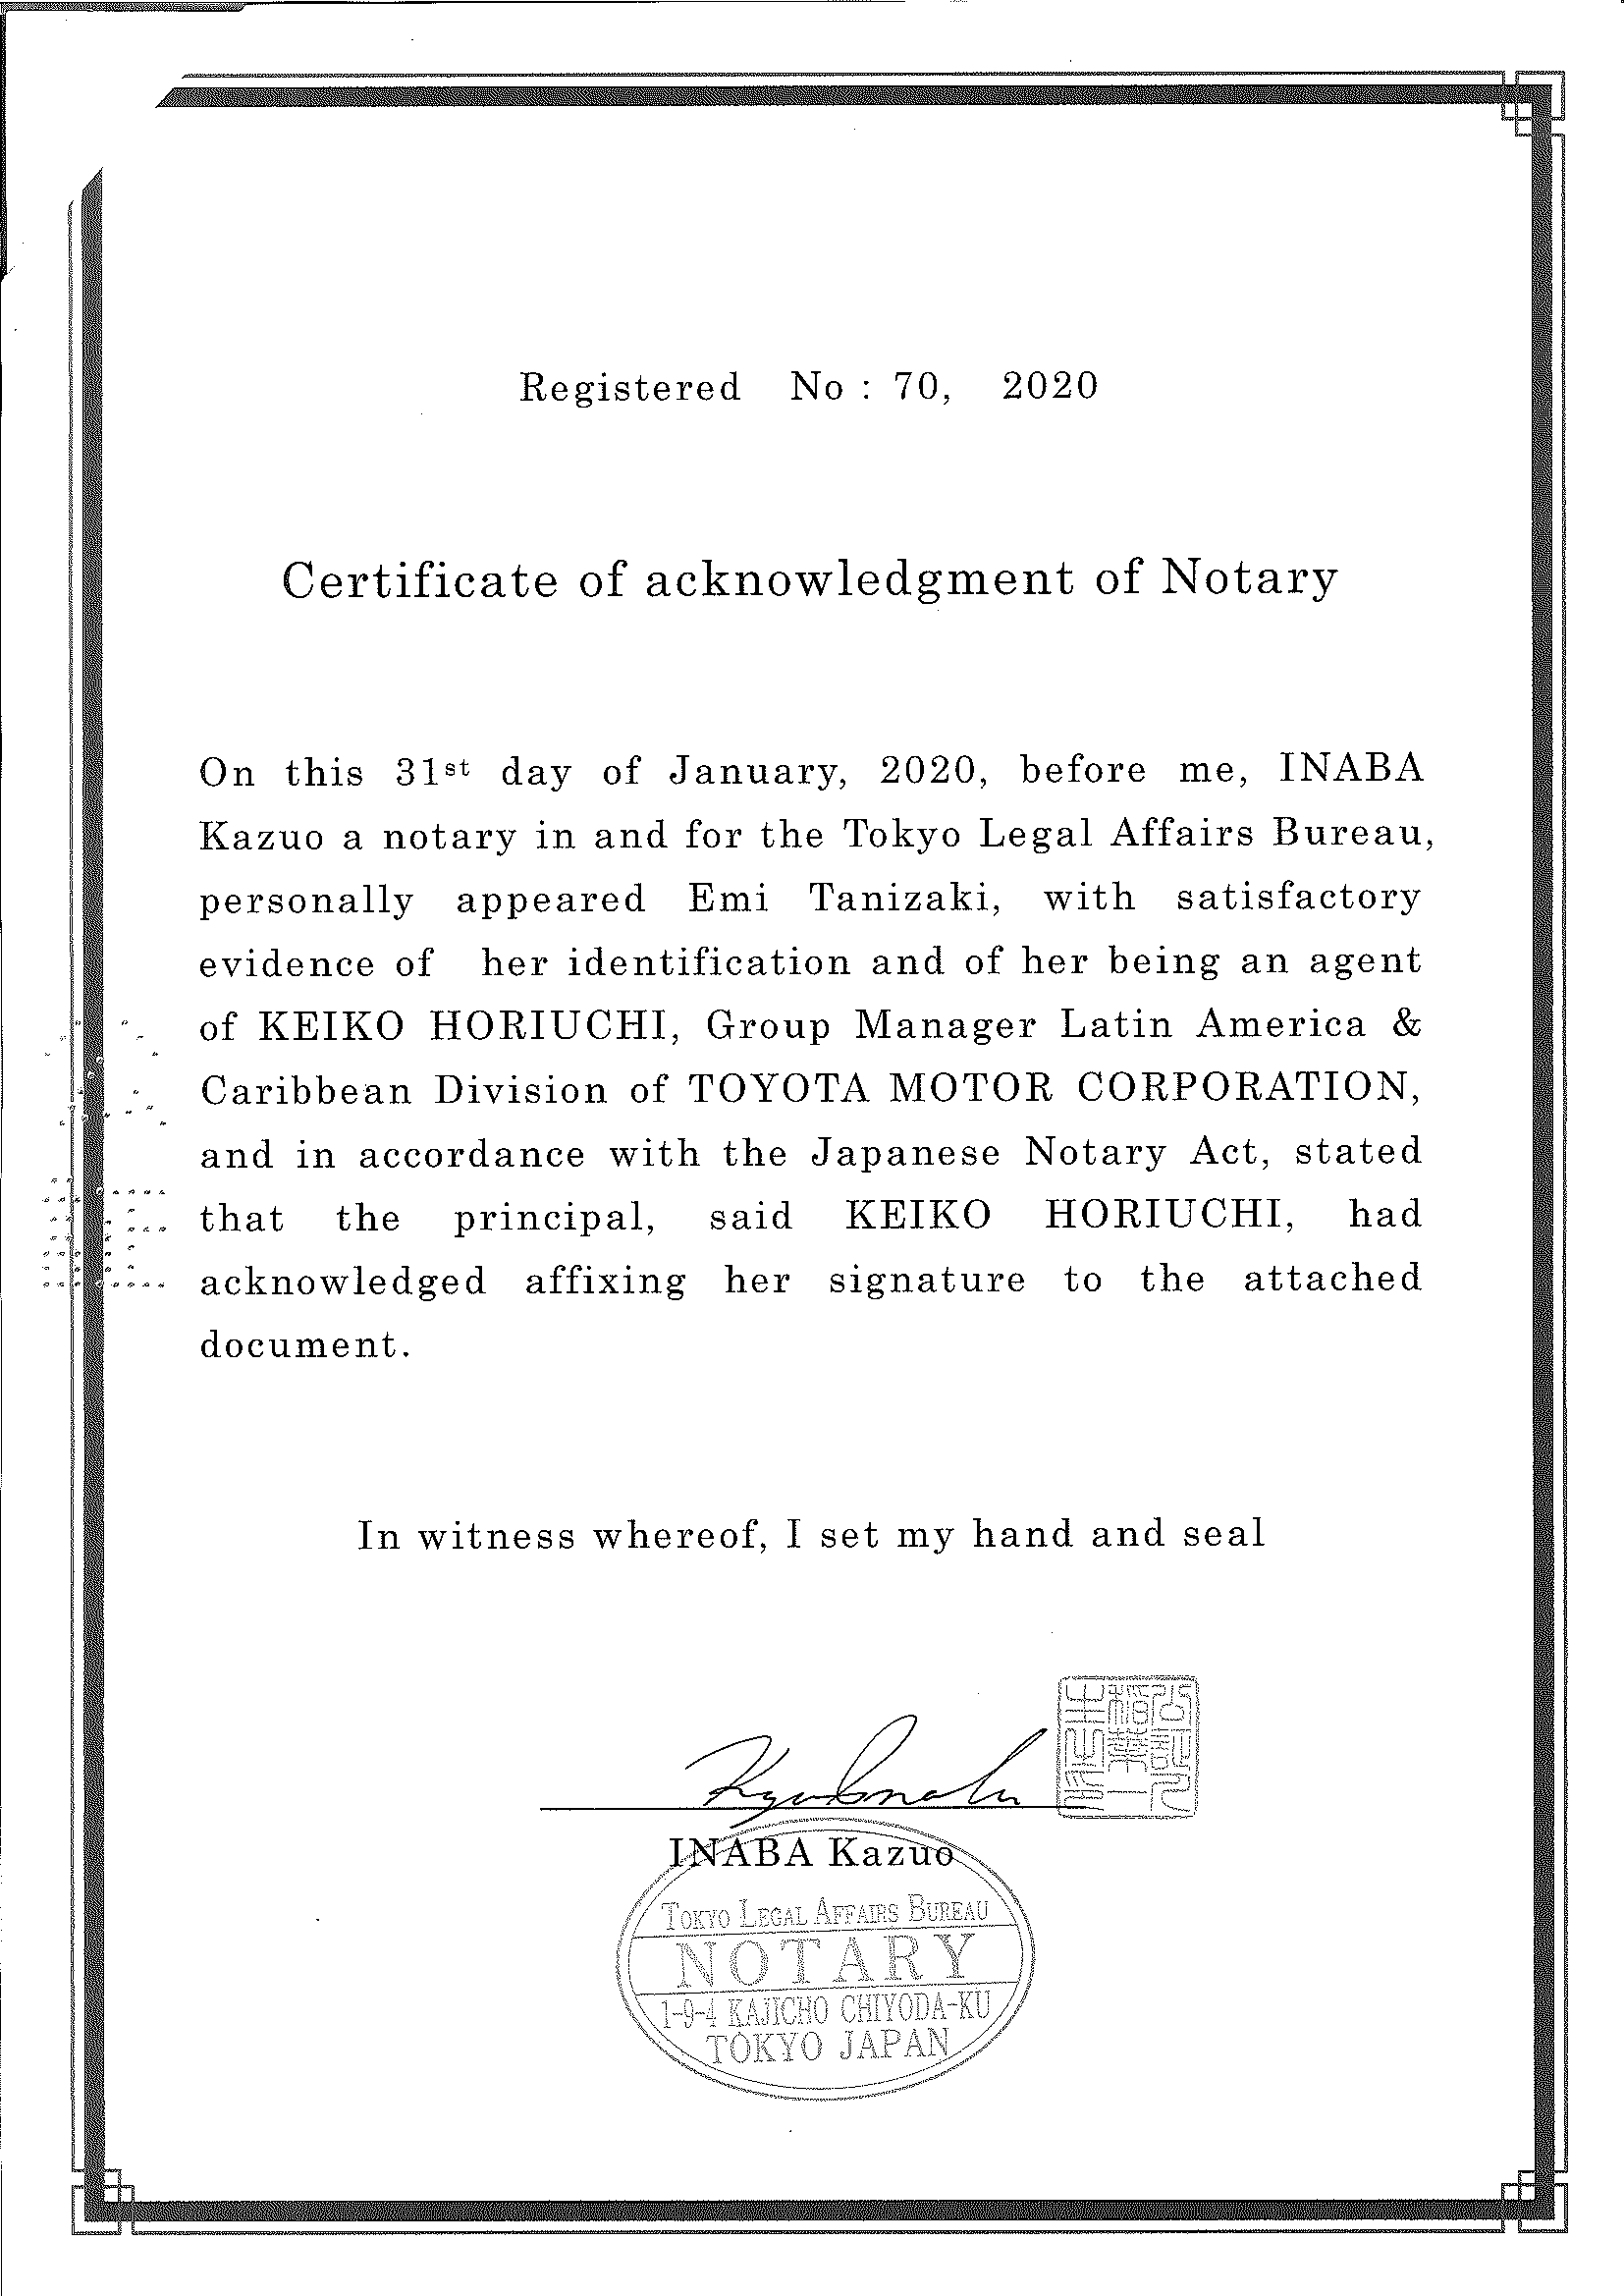 Registered No : 70, 2020
Certificate of acknowledgment of Notary
On this 31st day of January, 2020, before me, INABA
Kazuo a notary in and for the Tokyo Legal Affairs Bureau,
personally appeared Emi Tanizaki, with satisfactory
evidence of her identification and of her being an agent
of KEIKO HORIUCHI, Group Manager Latin America &
Caribbean Division of TOYOTA MOTOR CORPORATION,
and in accordance with the Japanese Notary Act, stated
that the principal, said KEIKO HORIUCHI, had
acknowledged affixing her signature to the attached
document.
In witness whereof, I set my hand and seal
INABA Kazuo
TOKYO LEGAL AFFAIRS BUREAU
NOTARY
1-9-4 KAJICHO CHIYODA-KU
TOKYO JAPAN